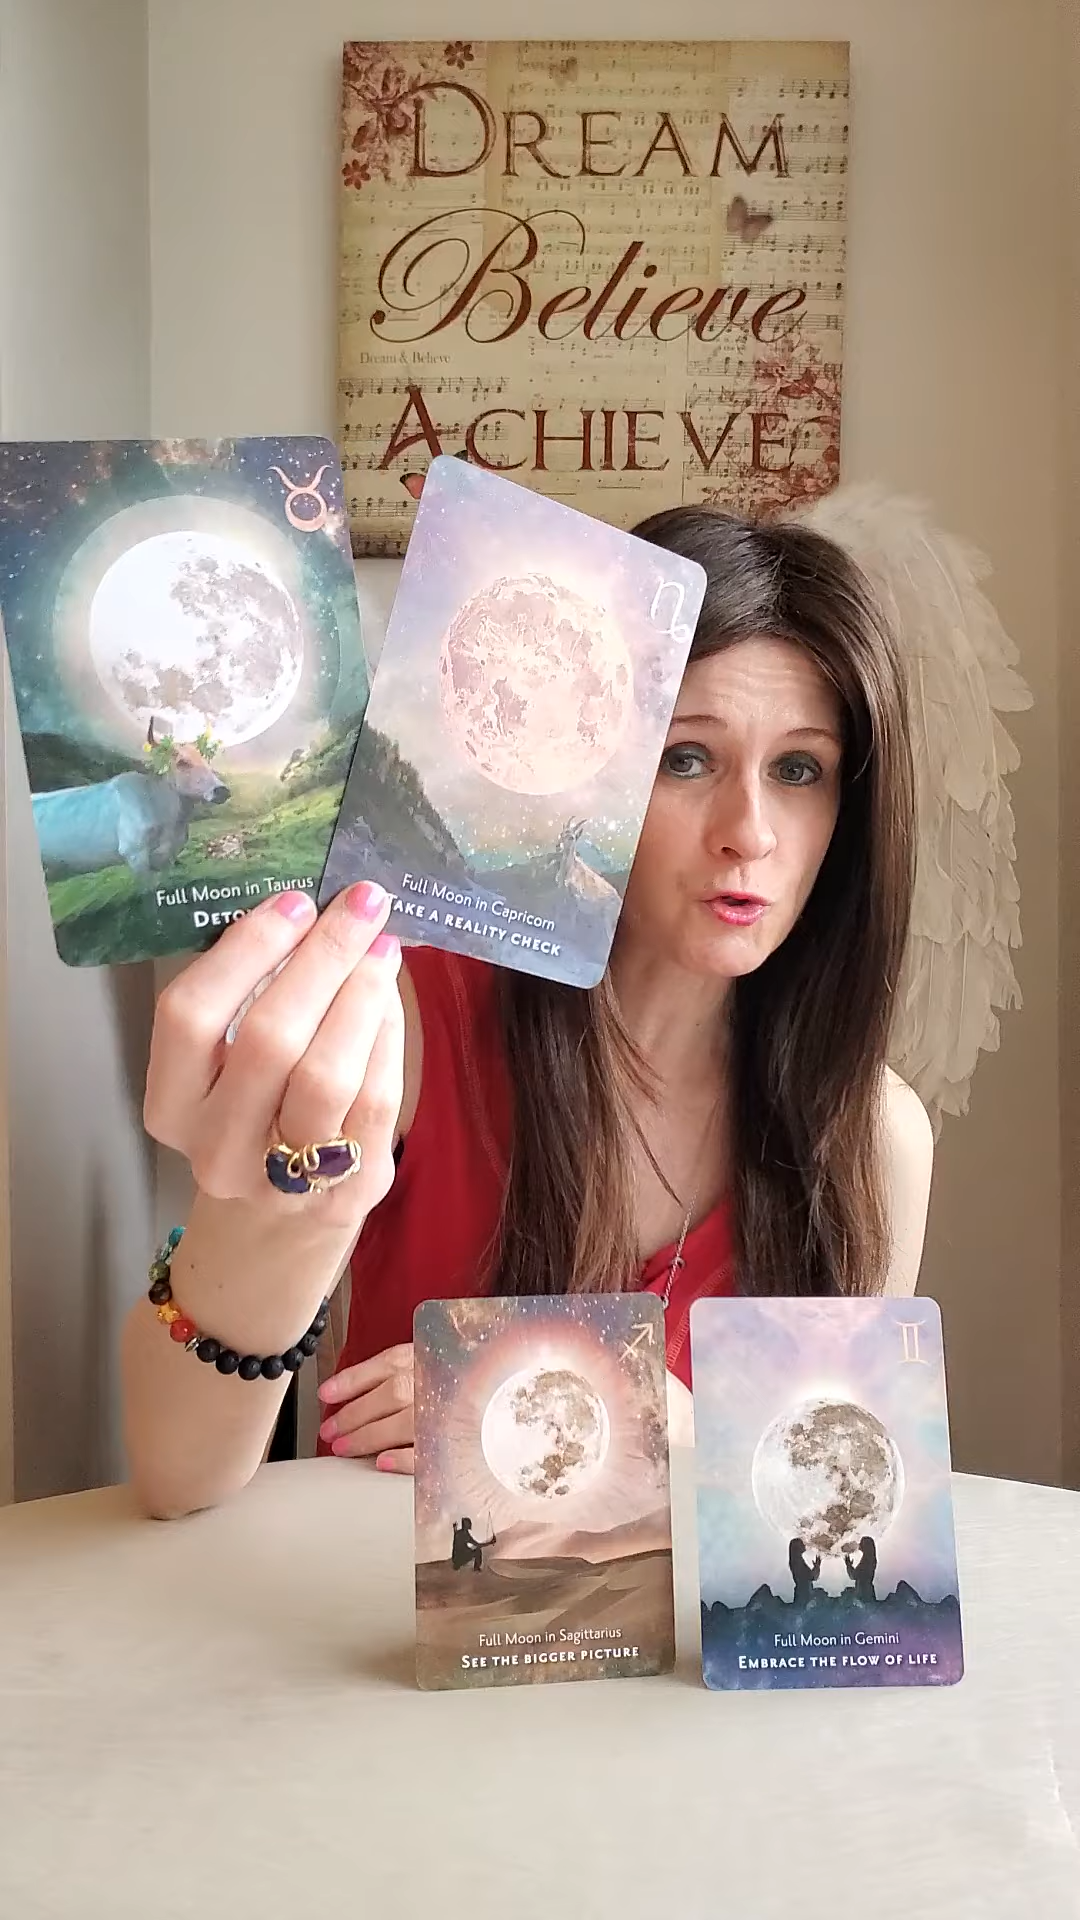 DREAM
Believe
Dream & Believe
ACHIEVE
Full Moon in Taurus
Full Moon in Capricorn
TAKE A REALITY CHECK
Full Moon in Sagittarius
SEE THE BIGGER PICTURE
Full Moon in Gemini
EMBRACE THE FLOW OF LIFE